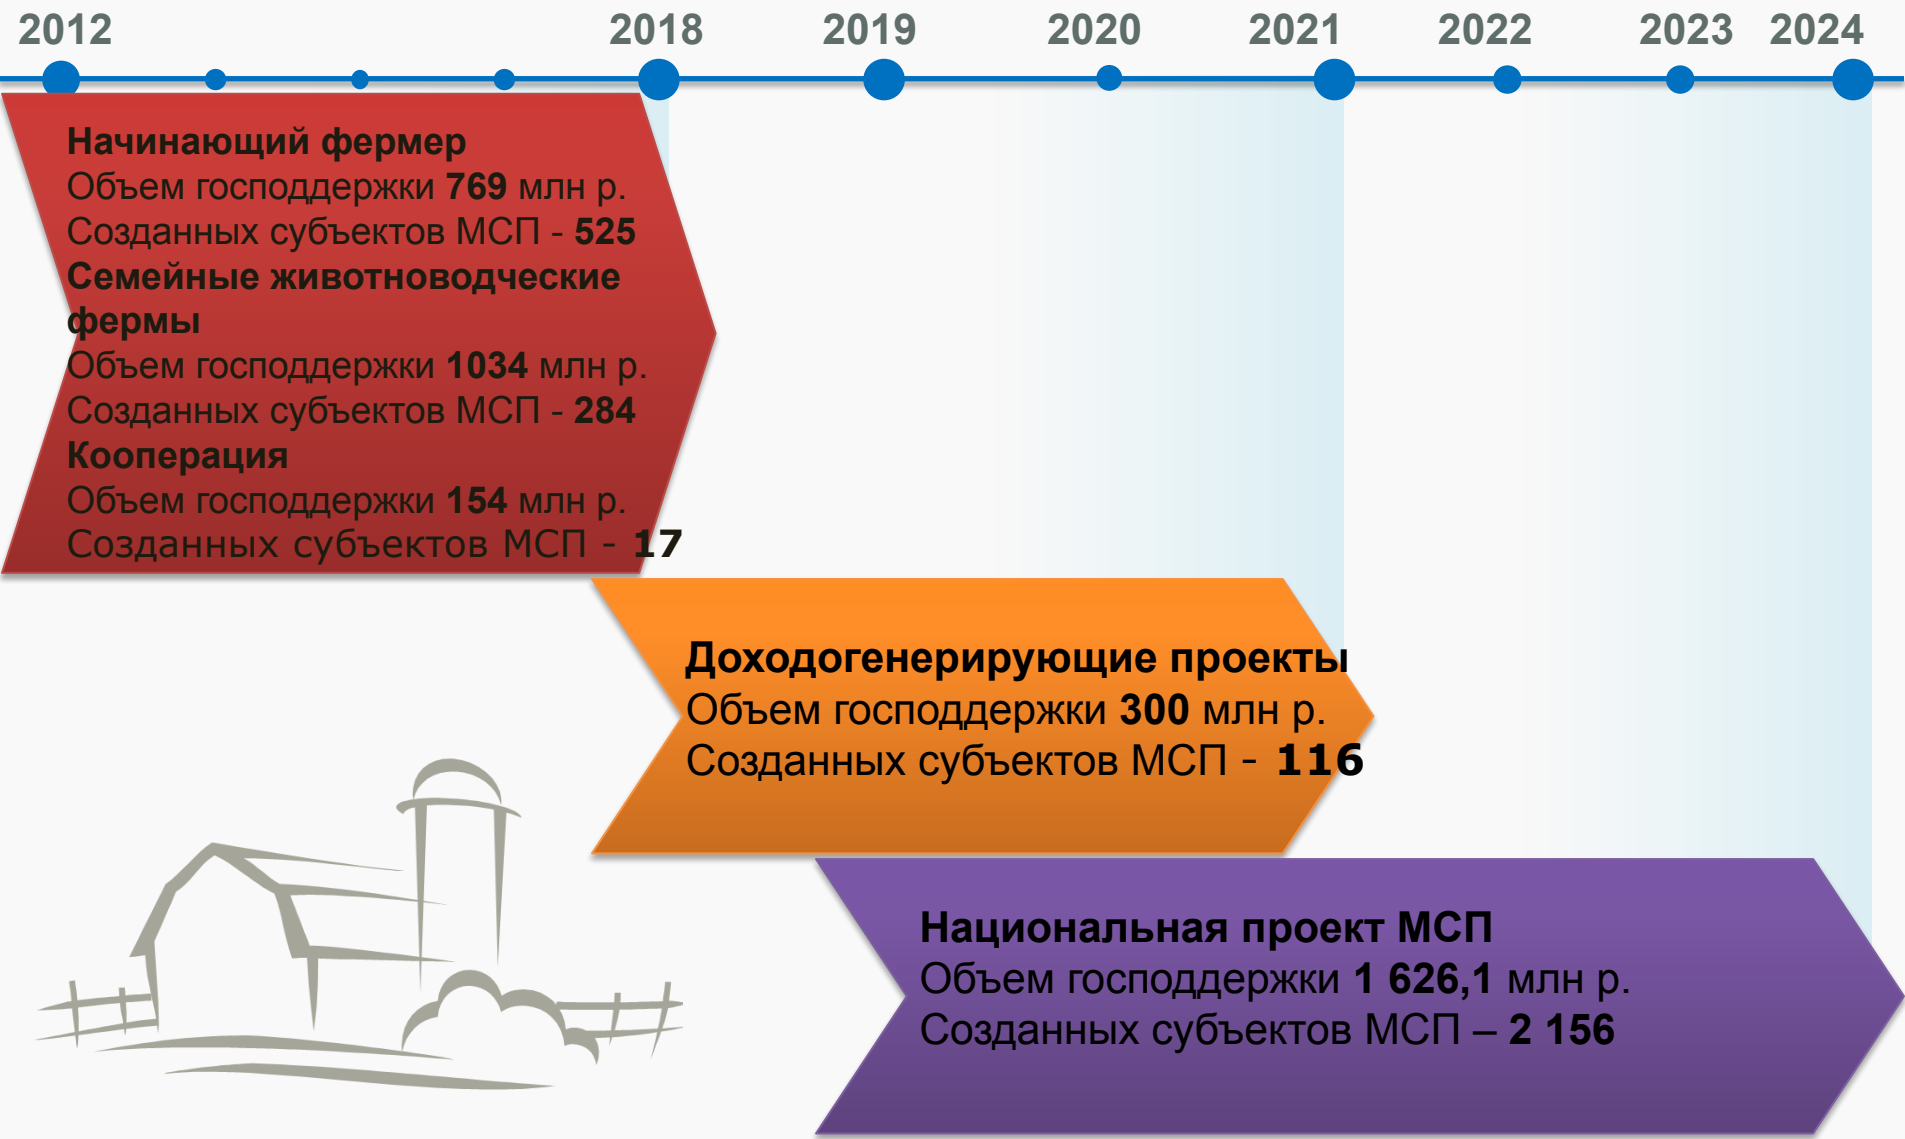 2012 2018 2019 2020 2021 2022 2023 2024
Начинающий фермер
Объем господдержки 769 млн р.
Созданных субъектов МСП - 525
Семейные животноводческие
фермы
Объем господдержки 1034 млн р.
Созданных субъектов МСП - 284
Кооперация
Объем господдержки 154 млн р.
Созданных субъектов МСП - 17
Доходогенерирующие проекты
Объем господдержки 300 млн р.
Созданных субъектов МСП - 116
Национальная проект МСП
Объем господдержки 1 626,1 млн р.
Созданных субъектов МСП – 2 156